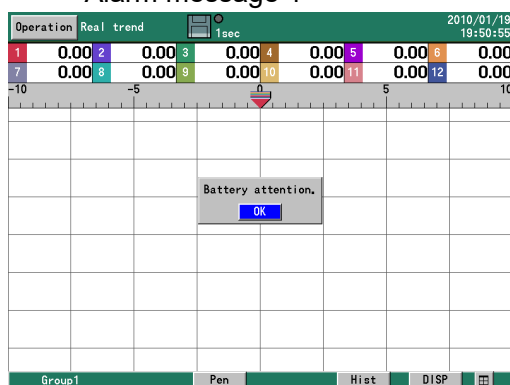 Operation Real trend 1sec 2010/01/19
19:50:55
1 0.00 2 0.00 3 0.00 4 0.00 5 0.00 6 0.00
7 0.00 8 0.00 9 0.00 10 0.00 11 0.00 12 0.00
-10 -5 0 5 10
Battery attention.
OK
Group1 Pen Hist DISP